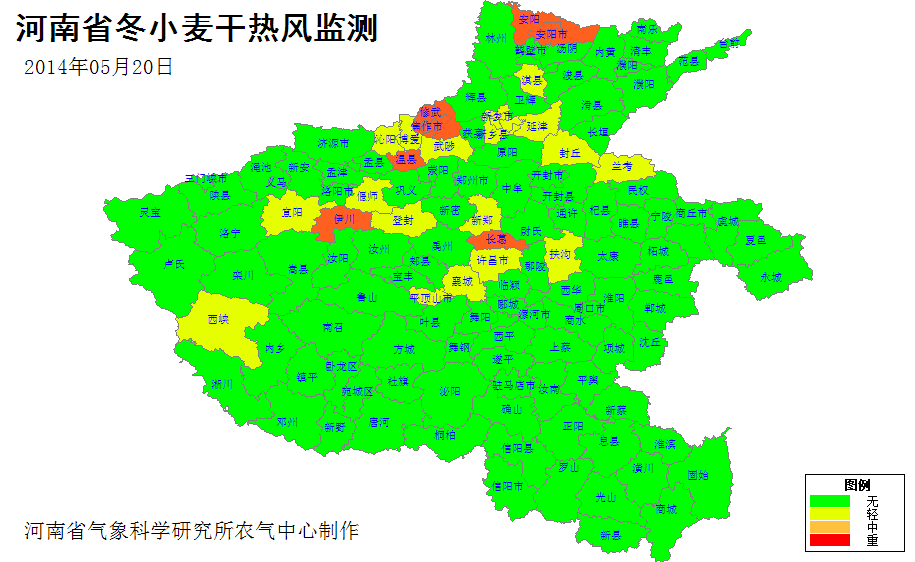 河南省冬小麦干热风监测
2014年05月20日
安阳
安阳市
南乐
台前
林州
鹤壁市
汤阴
内黄
清丰
濮阳
范县
淇县
浚县
濮阳
辉县
卫辉
滑县
修武
新乡市
延津
焦作市
获嘉
新乡县
长垣
济源市
沁阳
博爱
武陟
原阳
封丘
兰考
渑池
新安
孟津
孟县
温县
荥阳
郑州市
中牟
开封市
民权
三门峡市
义马
陕县
洛阳市
偃师
巩义
开封县
灵宝
宜阳
伊川
登封
新密
新郑
通许
杞县
睢县
宁陵
商丘市
虞城
洛宁
尉氏
夏邑
卢氏
栾川
嵩县
汝阳
汝州
禹州
长葛
许昌市
鄢陵
扶沟
太康
柘城
永城
郏县
宝丰
襄城
临颍
西华
淮阳
鹿邑
郸城
西峡
鲁山
平顶山市
郾城
漯河市
周口市
商水
南召
叶县
舞阳
西平
项城
沈丘
内乡
方城
舞钢
遂平
上蔡
淅川
镇平
卧龙区
宛城区
社旗
泌阳
驻马店市
汝南
平舆
邓州
新野
唐河
桐柏
确山
正阳
新蔡
信阳县
息县
淮滨
信阳市
罗山
潢川
固始
光山
商城
新县
图例
无
轻
中
重
河南省气象科学研究所农气中心制作